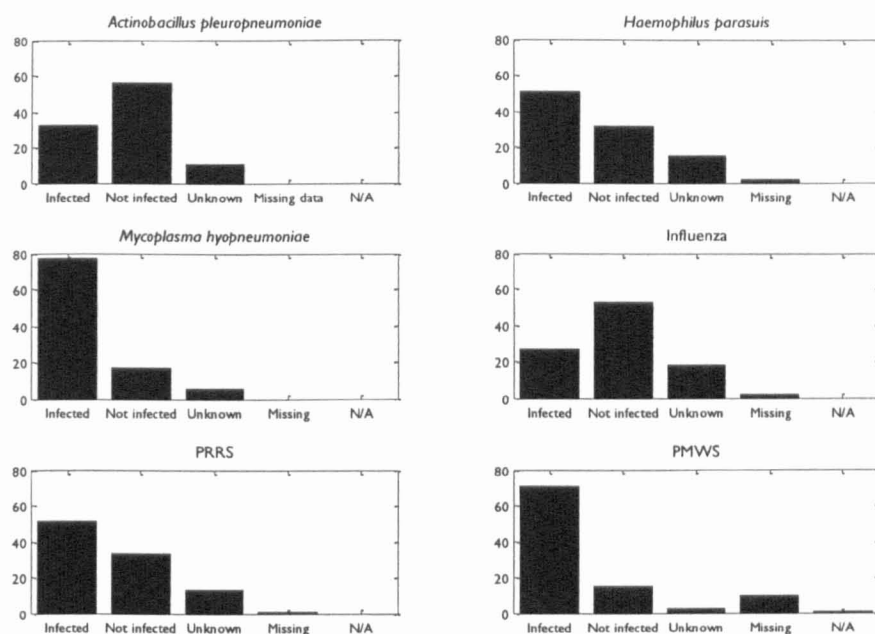 Actinobacillus pleuropneumoniae
80
60
40
20
0
Infected Not infected Unknown Missing data N/A
Haemophilus parasuis
80
60
40
20
0
Infected Not infected Unknown Missing N/A
Mycoplasma hyopneumoniae
80
60
40
20
0
Infected Not infected Unknown Missing N/A
Influenza
80
60
40
20
0
Infected Not infected Unknown Missing N/A
PRRS
80
60
40
20
0
Infected Not infected Unknown Missing N/A
PMWS
80
60
40
20
0
Infected Not infected Unknown Missing N/A